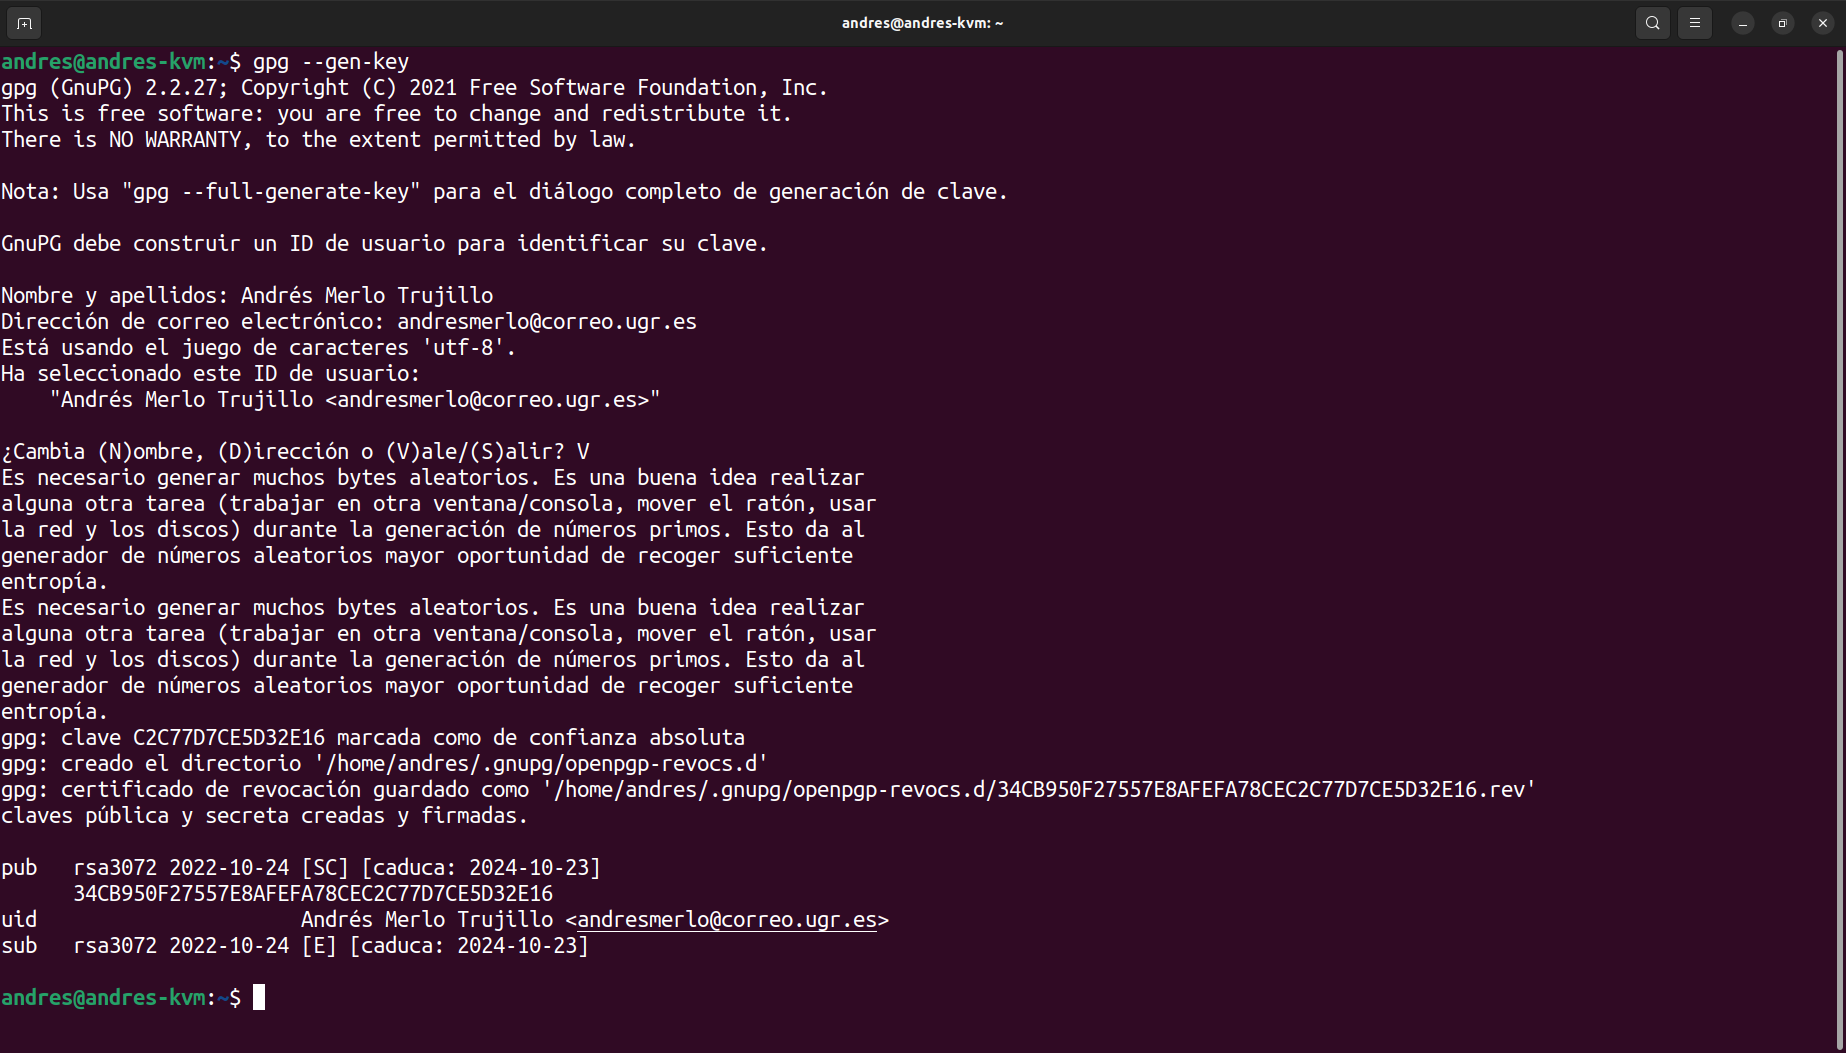 andres@andres-kvm: ~
andres@andres-kvm:~$ gpg --gen-key
gpg (GnuPG) 2.2.27; Copyright (C) 2021 Free Software Foundation, Inc.
This is free software: you are free to change and redistribute it.
There is NO WARRANTY, to the extent permitted by law.

Nota: Usa "gpg --full-generate-key" para el diálogo completo de generación de clave.

GnuPG debe construir un ID de usuario para identificar su clave.

Nombre y apellidos: Andrés Merlo Trujillo
Dirección de correo electrónico: andresmerlo@correo.ugr.es
Está usando el juego de caracteres 'utf-8'.
Ha seleccionado este ID de usuario:
    "Andrés Merlo Trujillo <andresmerlo@correo.ugr.es>"

¿Cambia (N)ombre, (D)irección o (V)ale/(S)alir? V
Es necesario generar muchos bytes aleatorios. Es una buena idea realizar
alguna otra tarea (trabajar en otra ventana/consola, mover el ratón, usar
la red y los discos) durante la generación de números primos. Esto da al
generador de números aleatorios mayor oportunidad de recoger suficiente
entropía.
Es necesario generar muchos bytes aleatorios. Es una buena idea realizar
alguna otra tarea (trabajar en otra ventana/consola, mover el ratón, usar
la red y los discos) durante la generación de números primos. Esto da al
generador de números aleatorios mayor oportunidad de recoger suficiente
entropía.
gpg: clave C2C77D7CE5D32E16 marcada como de confianza absoluta
gpg: creado el directorio '/home/andres/.gnupg/openpgp-revocs.d'
gpg: certificado de revocación guardado como '/home/andres/.gnupg/openpgp-revocs.d/34CB950F27557E8AFEFA78CEC2C77D7CE5D32E16.rev'
claves pública y secreta creadas y firmadas.

pub   rsa3072 2022-10-24 [SC] [caduca: 2024-10-23]
      34CB950F27557E8AFEFA78CEC2C77D7CE5D32E16
uid                      Andrés Merlo Trujillo <andresmerlo@correo.ugr.es>
sub   rsa3072 2022-10-24 [E] [caduca: 2024-10-23]

andres@andres-kvm:~$